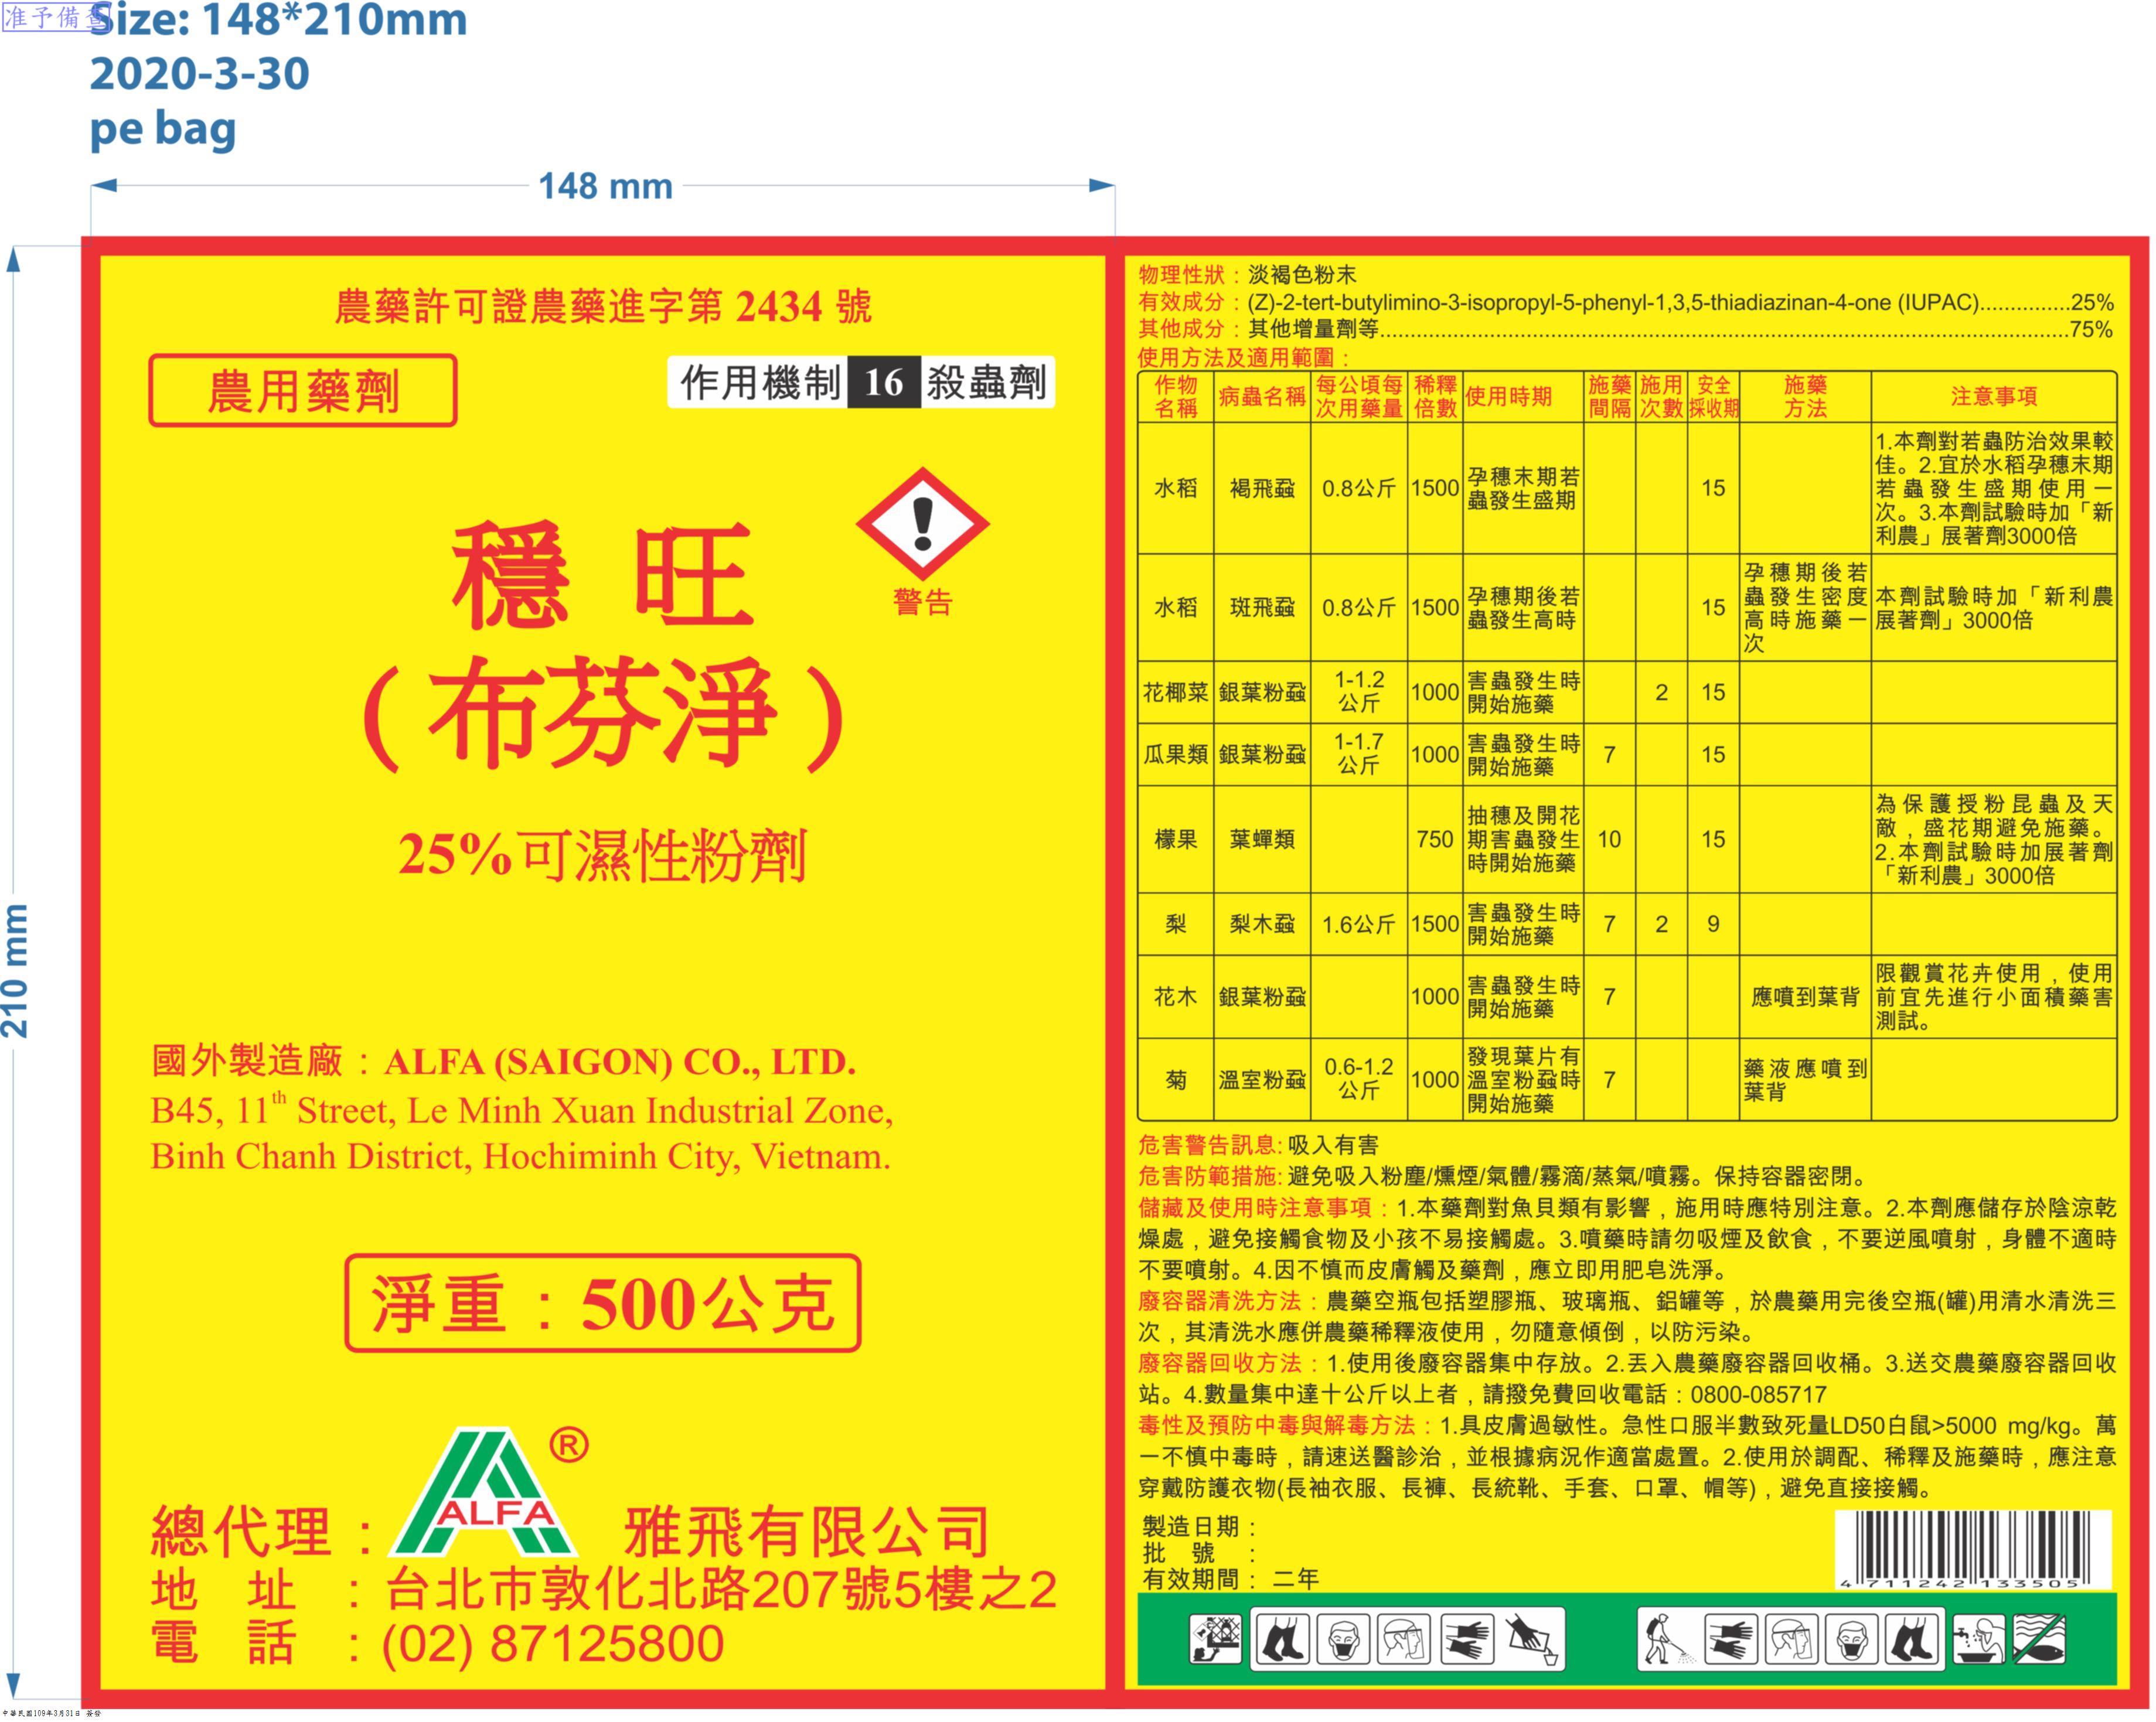 准予備查
Size: 148*210mm
2020-3-30
pe bag
148 mm
210 mm
農藥許可證農藥進字第 2434 號
農用藥劑
作用機制 16 殺蟲劑
警告
穩 旺
(布芬淨)
25%可濕性粉劑
國外製造廠:ALFA (SAIGON) CO., LTD.
B45, 11th Street, Le Minh Xuan Industrial Zone,
Binh Chanh District, Hochiminh City, Vietnam.
淨重:500公克
ALFA ®
總代理: 雅飛有限公司
地 址 :台北市敦化北路207號5樓之2
電 話 :(02) 87125800
物理性狀:淡褐色粉末
有效成分:(Z)-2-tert-butylimino-3-isopropyl-5-phenyl-1,3,5-thiadiazinan-4-one (IUPAC)...............25%
其他成分:其他增量劑等..................................................................................................................75%
使用方法及適用範圍:
作物名稱 病蟲名稱 每公頃每次用藥量 稀釋倍數 使用時期 施藥間隔 施用次數 安全採收期 施藥方法 注意事項
水稻 褐飛蝨 0.8公斤 1500 孕穗末期若蟲發生盛期 15 1.本劑對若蟲防治效果較佳。2.宜於水稻孕穗末期若蟲發生盛期使用一次。3.本劑試驗時加「新利農」展著劑3000倍
水稻 斑飛蝨 0.8公斤 1500 孕穗期後若蟲發生高時 15 孕穗期後若蟲發生密度高時施藥一次 本劑試驗時加「新利農展著劑」3000倍
花椰菜 銀葉粉蝨 1-1.2公斤 1000 害蟲發生時開始施藥 2 15
瓜果類 銀葉粉蝨 1-1.7公斤 1000 害蟲發生時開始施藥 7 15
檬果 葉蟬類 750 抽穗及開花期害蟲發生時開始施藥 10 15 為保護授粉昆蟲及天敵,盛花期避免施藥。2.本劑試驗時加展著劑「新利農」3000倍
梨 梨木蝨 1.6公斤 1500 害蟲發生時開始施藥 7 2 9
花木 銀葉粉蝨 1000 害蟲發生時開始施藥 7 應噴到葉背 限觀賞花卉使用,使用前宜先進行小面積藥害測試。
菊 溫室粉蝨 0.6-1.2公斤 1000 發現葉片有溫室粉蝨時開始施藥 7 藥液應噴到葉背
危害警告訊息:吸入有害
危害防範措施:避免吸入粉塵/燻煙/氣體/霧滴/蒸氣/噴霧。保持容器密閉。
儲藏及使用時注意事項:1.本藥劑對魚貝類有影響,施用時應特別注意。2.本劑應儲存於陰涼乾
燥處,避免接觸食物及小孩不易接觸處。3.噴藥時請勿吸煙及飲食,不要逆風噴射,身體不適時
不要噴射。4.因不慎而皮膚觸及藥劑,應立即用肥皂洗淨。
廢容器清洗方法:農藥空瓶包括塑膠瓶、玻璃瓶、鋁罐等,於農藥用完後空瓶(罐)用清水清洗三
次,其清洗水應併農藥稀釋液使用,勿隨意傾倒,以防污染。
廢容器回收方法:1.使用後廢容器集中存放。2.丟入農藥廢容器回收桶。3.送交農藥廢容器回收
站。4.數量集中達十公斤以上者,請撥免費回收電話:0800-085717
毒性及預防中毒與解毒方法:1.具皮膚過敏性。急性口服半數致死量LD50白鼠>5000 mg/kg。萬
一不慎中毒時,請速送醫診治,並根據病況作適當處置。2.使用於調配、稀釋及施藥時,應注意
穿戴防護衣物(長袖衣服、長褲、長統靴、手套、口罩、帽等),避免直接接觸。
製造日期:
批 號 :
有效期間:二年
4 711242 133505
中華民國109年3月31日 簽發